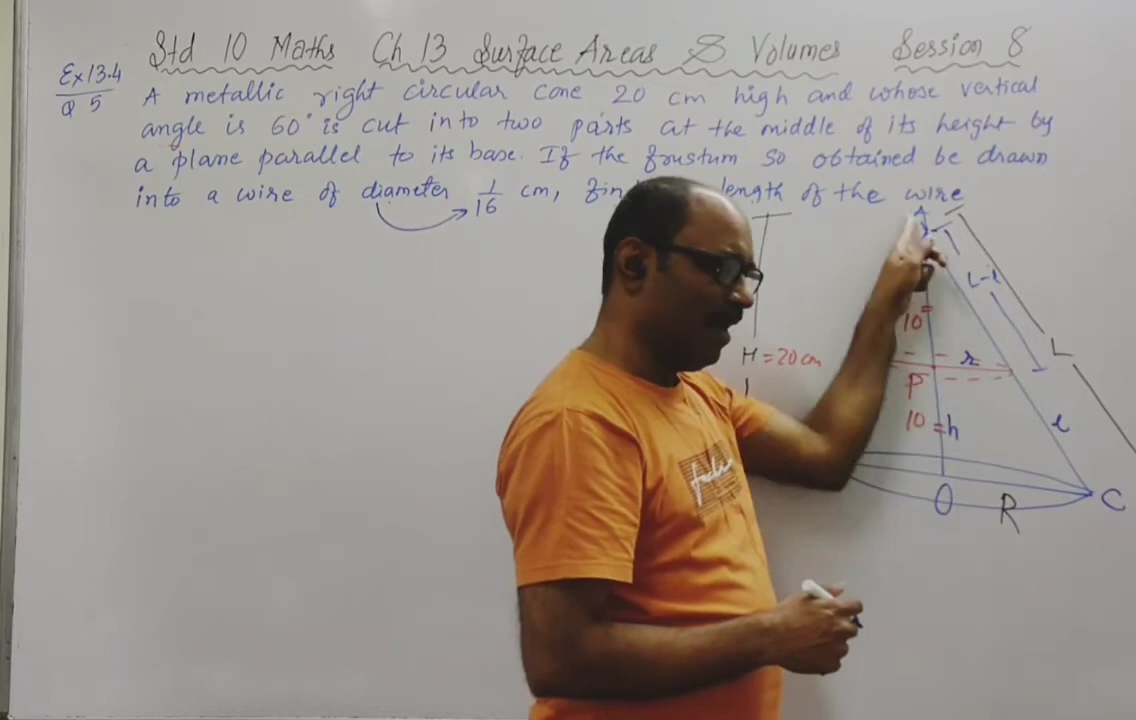 Std 10 Maths Ch 13 Surface Areas & Volumes Session 8
Ex 13.4
Q 5
A metallic right circular cone 20 cm high and whose vertical
angle is 60° is cut into two parts at the middle of its height by
a plane parallel to its base. If the frustum so obtained be drawn
into a wire of diameter 1/16 cm, fin length of the wire
A
L-l
10
H = 20 cm
L
r
P
10 = h
l
O
R
C